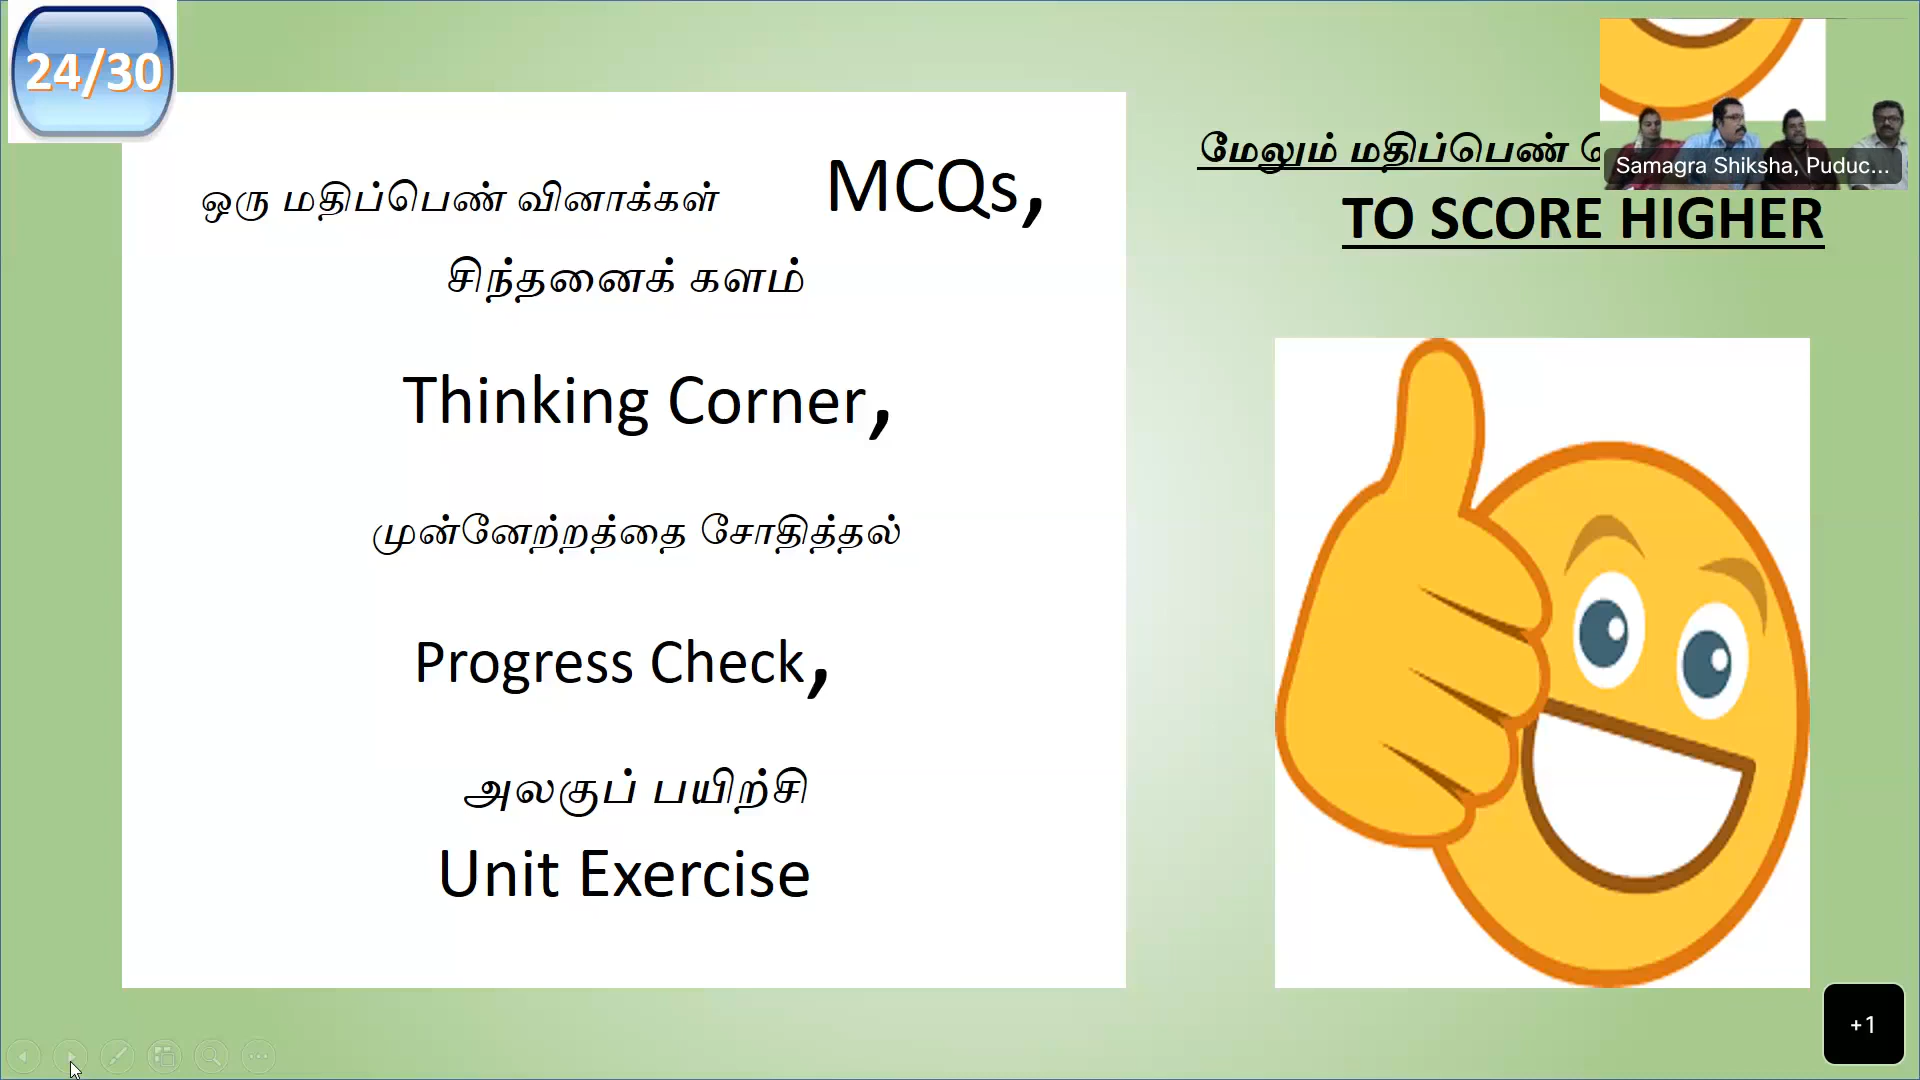 24/30
ஒரு மதிப்பெண் வினாக்கள் MCQs,
சிந்தனைக் களம்
Thinking Corner,
முன்னேற்றத்தை சோதித்தல்
Progress Check,
அலகுப் பயிற்சி
Unit Exercise
மேலும் மதிப்பெண்
TO SCORE HIGHER
Samagra Shiksha, Puduc...
+1